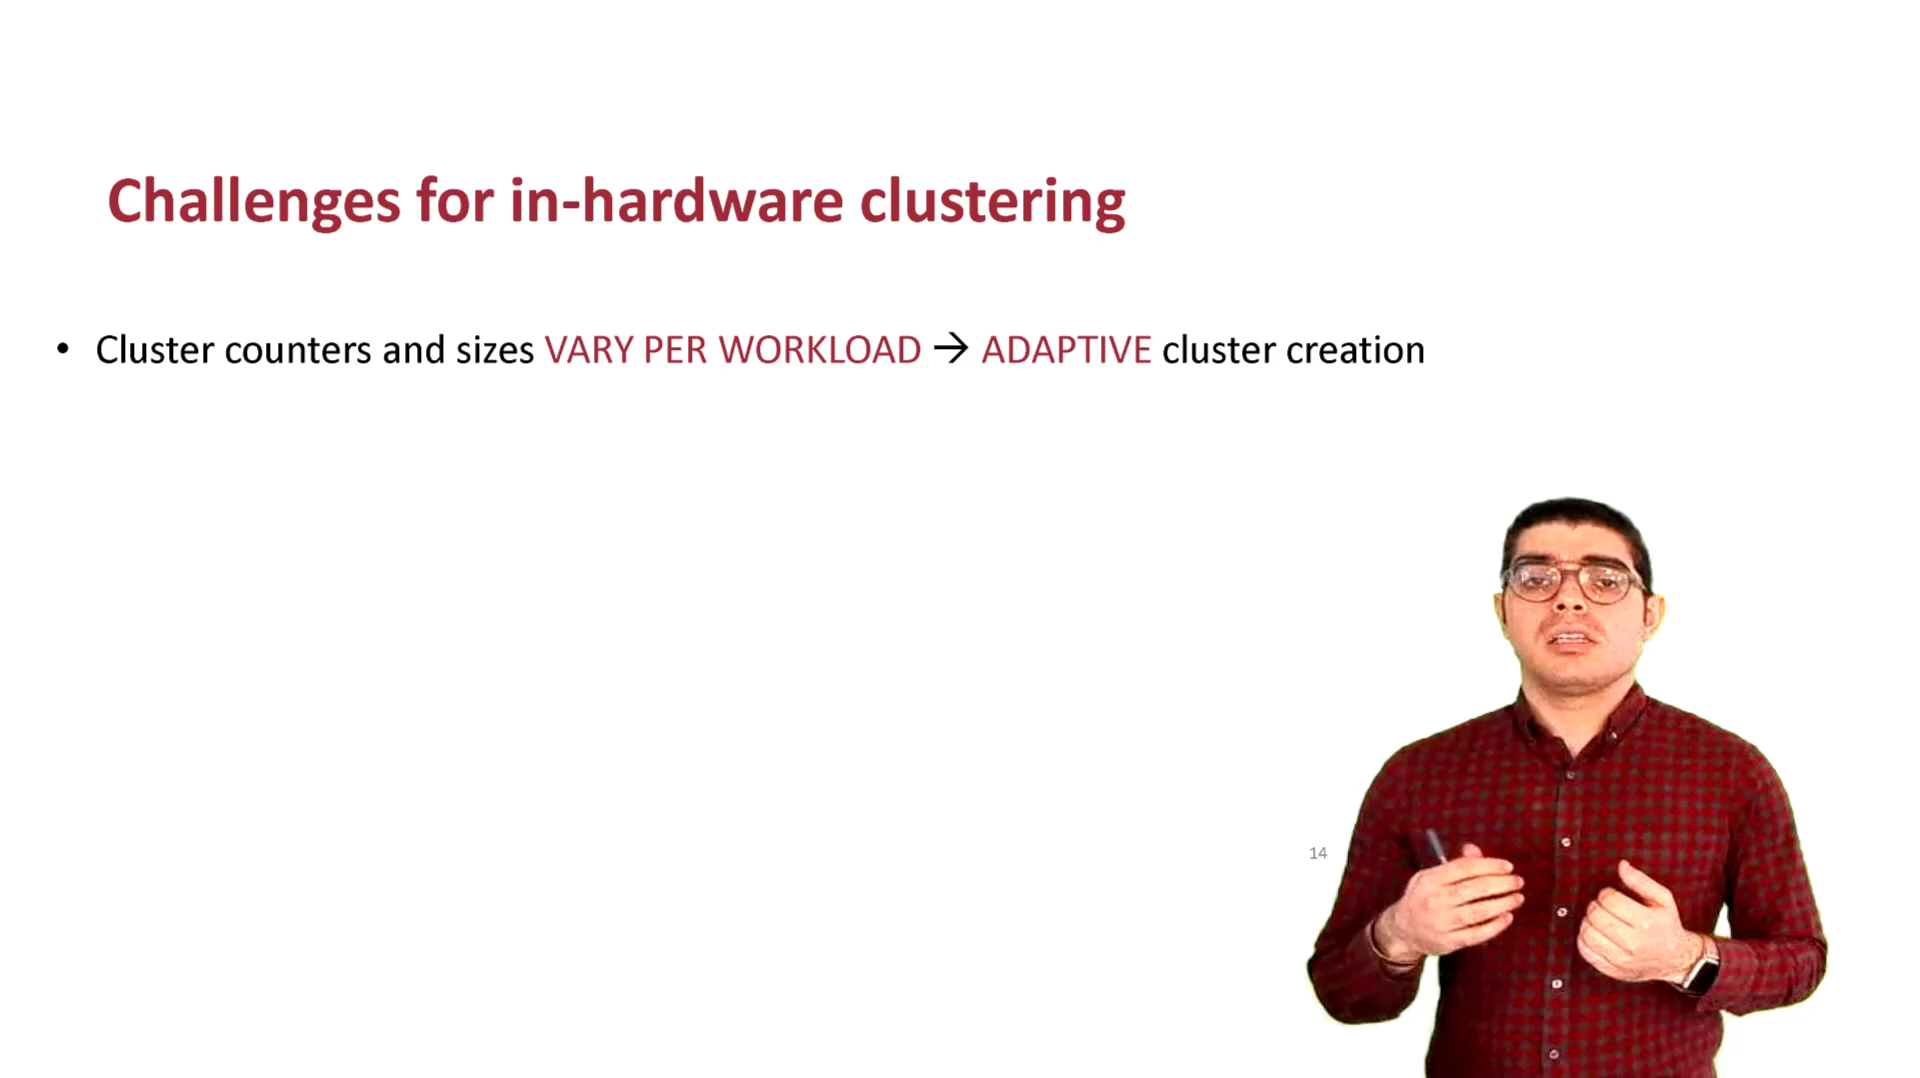 Challenges for in-hardware clustering
• Cluster counters and sizes VARY PER WORKLOAD → ADAPTIVE cluster creation
14